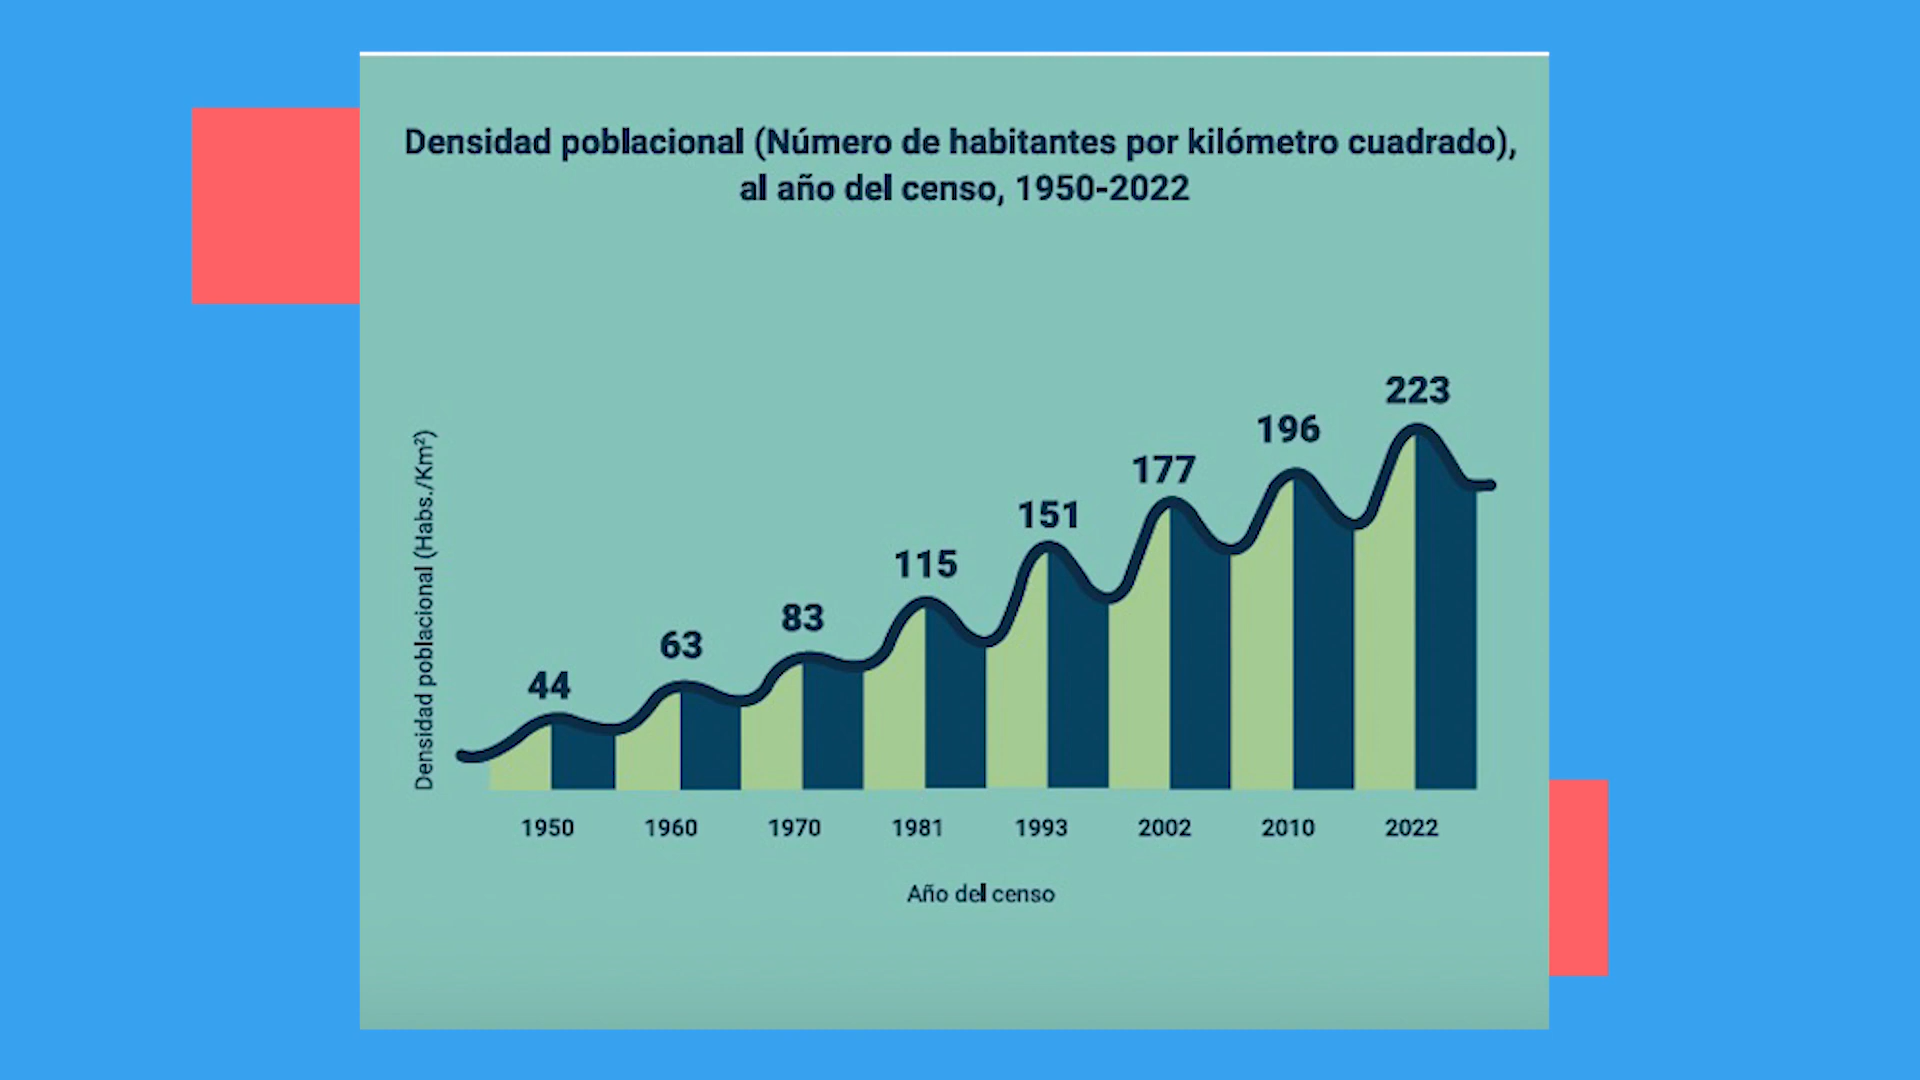 Densidad poblacional (Número de habitantes por kilómetro cuadrado),
al año del censo, 1950-2022
223
196
177
151
115
83
63
44
Densidad poblacional (Habs./Km²)
1950 1960 1970 1981 1993 2002 2010 2022
Año del censo